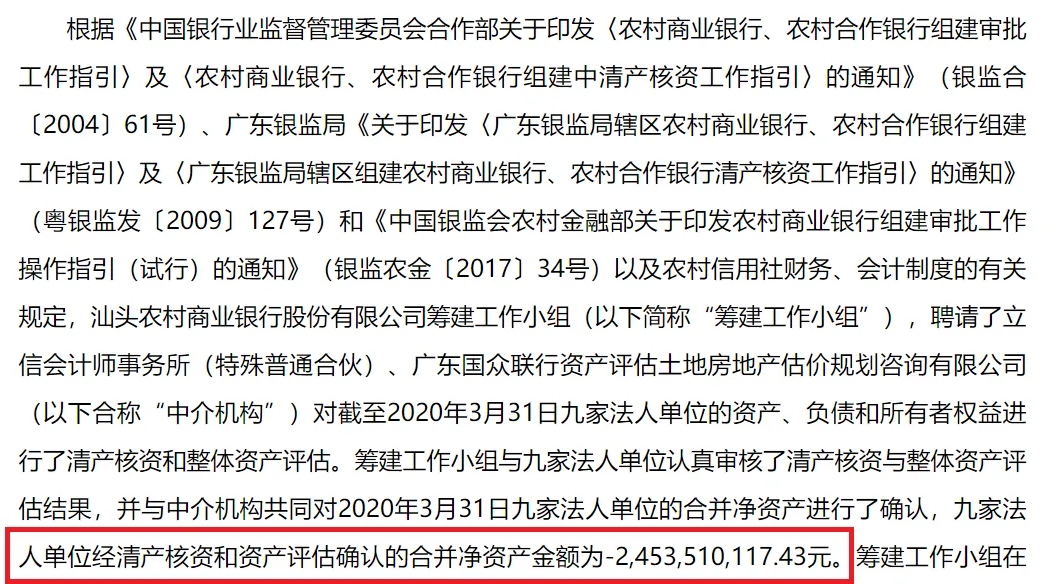 根据《中国银行业监督管理委员会合作部关于印发〈农村商业银行、农村合作银行组建审批
工作指引〉及〈农村商业银行、农村合作银行组建中清产核资工作指引〉的通知》（银监合
〔2004〕61号）、广东银监局《关于印发〈广东银监局辖区农村商业银行、农村合作银行组建
工作指引〉及〈广东银监局辖区组建农村商业银行、农村合作银行清产核资工作指引〉的通知》
（粤银监发〔2009〕127号）和《中国银监会农村金融部关于印发农村商业银行组建审批工作
操作指引（试行）的通知》（银监农金〔2017〕34号）以及农村信用社财务、会计制度的有关
规定，汕头农村商业银行股份有限公司筹建工作小组（以下简称“筹建工作小组”），聘请了立
信会计师事务所（特殊普通合伙）、广东国众联行资产评估土地房地产估价规划咨询有限公司
（以下合称“中介机构”）对截至2020年3月31日九家法人单位的资产、负债和所有者权益进
行了清产核资和整体资产评估。筹建工作小组与九家法人单位认真审核了清产核资与整体资产评
估结果，并与中介机构共同对2020年3月31日九家法人单位的合并净资产进行了确认，九家法
人单位经清产核资和资产评估确认的合并净资产金额为-2,453,510,117.43元。筹建工作小组在